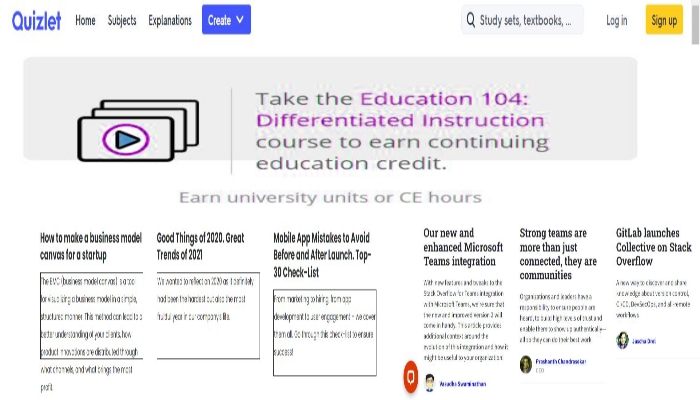 Quizlet Home Subjects Explanations Create Study sets, textbooks, ... Log in Sign up
Take the Education 104:
Differentiated Instruction
course to earn continuing
education credit.
Earn university units or CE hours
How to make a business model
canvas for a startup
The BMC (business model canvas) is a tool
for visualizing a business model in a simple,
structured manner. This method can lead to a
better understanding of your clients, how
product innovations are distributed through
what channels, and what brings the most
profit.
Good Things of 2020. Great
Trends of 2021
We wanted to reflect on 2020 as it definitely
had been the hardest but also the most
fruitful year in our company's life.
Mobile App Mistakes to Avoid
Before and After Launch. Top-
30 Check-List
From marketing to hiring, from app
development to user engagement - we cover
them all. Go through this check-list to ensure
success!
Our new and
enhanced Microsoft
Teams integration
With new features and tweaks to the
Stack Overflow for Teams integration
with Microsoft Teams, we're sure that
the new and improved version 2 will
come in handy. This article provides
additional context around the
evolution of this integration and how it
might be useful to your organization!
Vasudha Swaminathan
Strong teams are
more than just
connected, they are
communities
Organizations and leaders have a
responsibility to ensure people are
heard, to build high levels of trust and
enable them to show up authentically—
all so they can do their best work
Prashanth Chandrasekar
CEO
GitLab launches
Collective on Stack
Overflow
A new way to discover and share
knowledge about version control,
CI/CD, DevSecOps, and all-remote
workflows
Jascha Drel